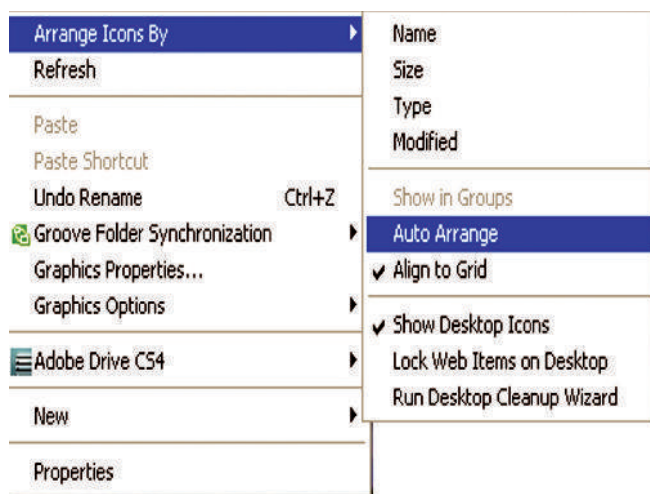 Arrange Icons By
Refresh
Paste
Paste Shortcut
Undo Rename Ctrl+Z
Groove Folder Synchronization
Graphics Properties...
Graphics Options
Adobe Drive CS4
New
Properties
Name
Size
Type
Modified
Show in Groups
Auto Arrange
Align to Grid
Show Desktop Icons
Lock Web Items on Desktop
Run Desktop Cleanup Wizard